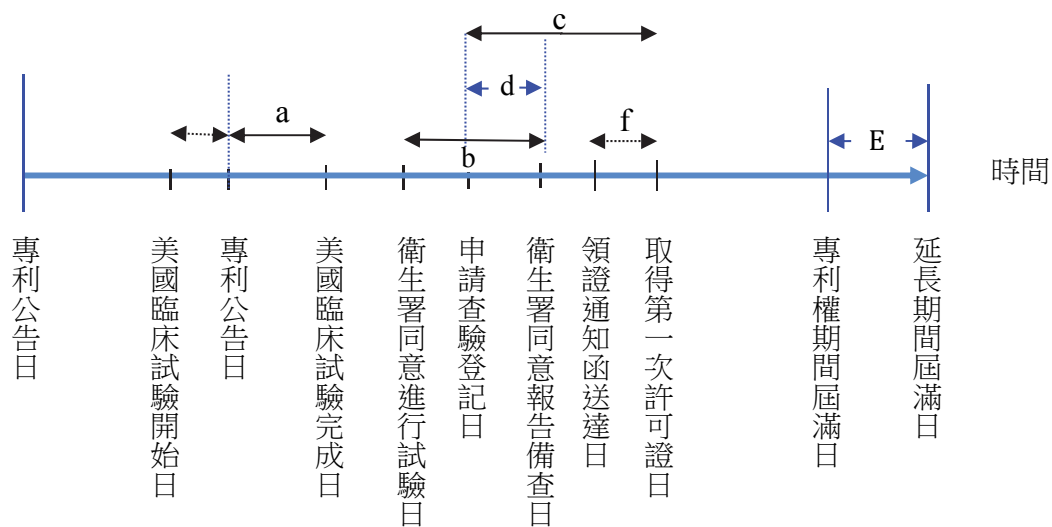 c
d
a
f
b
E
時間
專利公告日
美國臨床試驗開始日
專利公告日
美國臨床試驗完成日
衛生署同意進行試驗日
申請查驗登記日
衛生署同意報告備查日
領證通知函送達日
取得第一次許可證日
專利權期間屆滿日
延長期間屆滿日